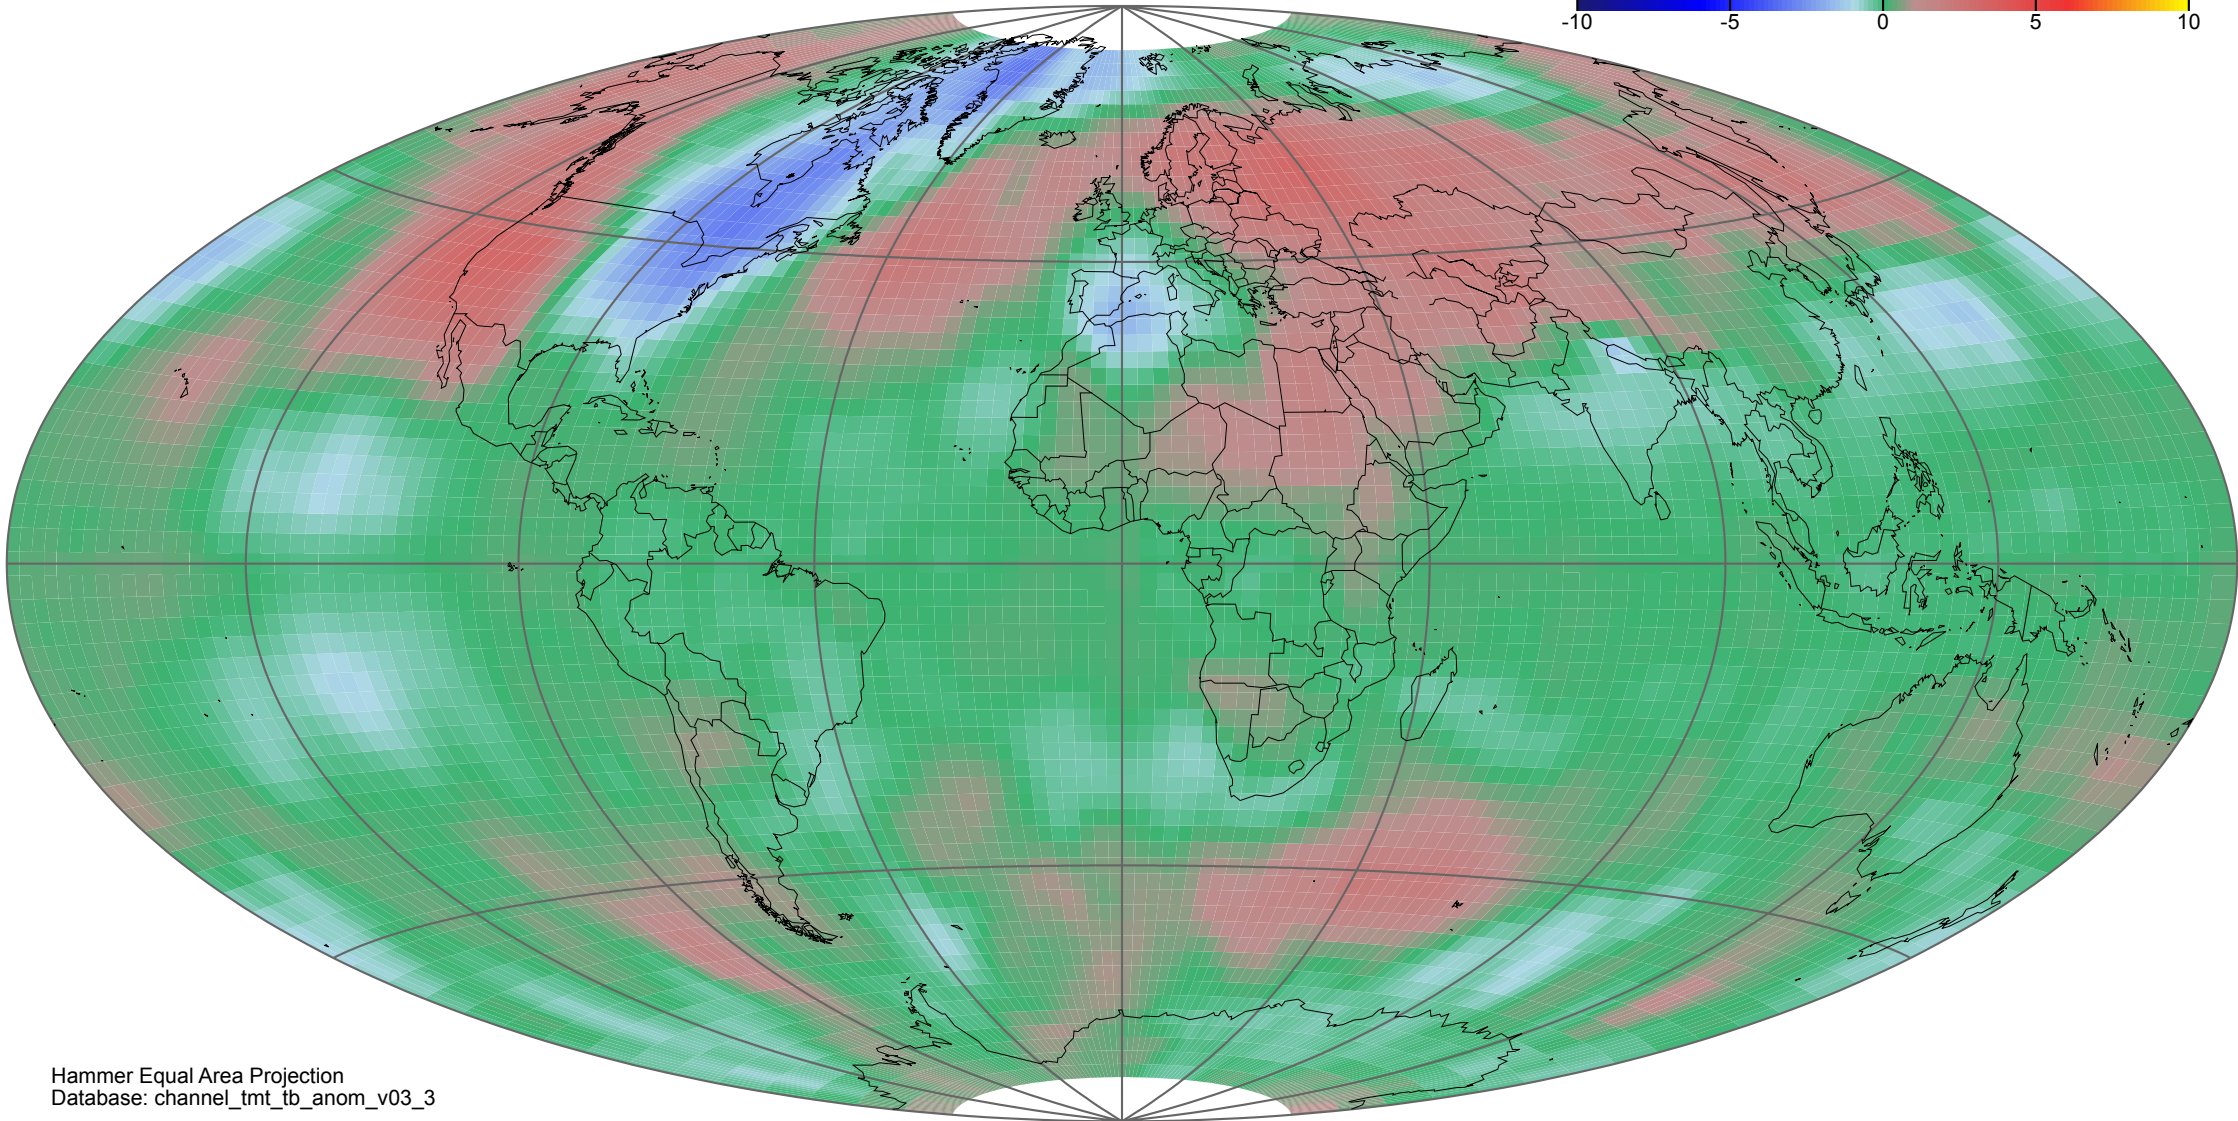 -10 -5 0 5 10
Hammer Equal Area Projection
Database: channel_tmt_tb_anom_v03_3